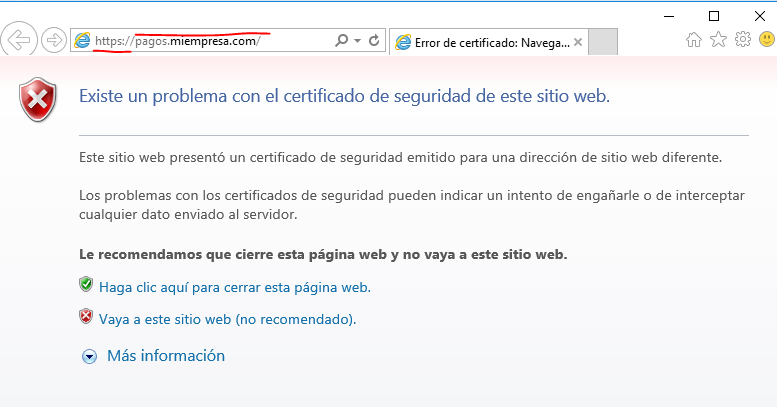 https://pagos.miempresa.com/
Error de certificado: Navega...
Existe un problema con el certificado de seguridad de este sitio web.
Este sitio web presentó un certificado de seguridad emitido para una dirección de sitio web diferente.
Los problemas con los certificados de seguridad pueden indicar un intento de engañarle o de interceptar
cualquier dato enviado al servidor.
Le recomendamos que cierre esta página web y no vaya a este sitio web.
Haga clic aquí para cerrar esta página web.
Vaya a este sitio web (no recomendado).
Más información